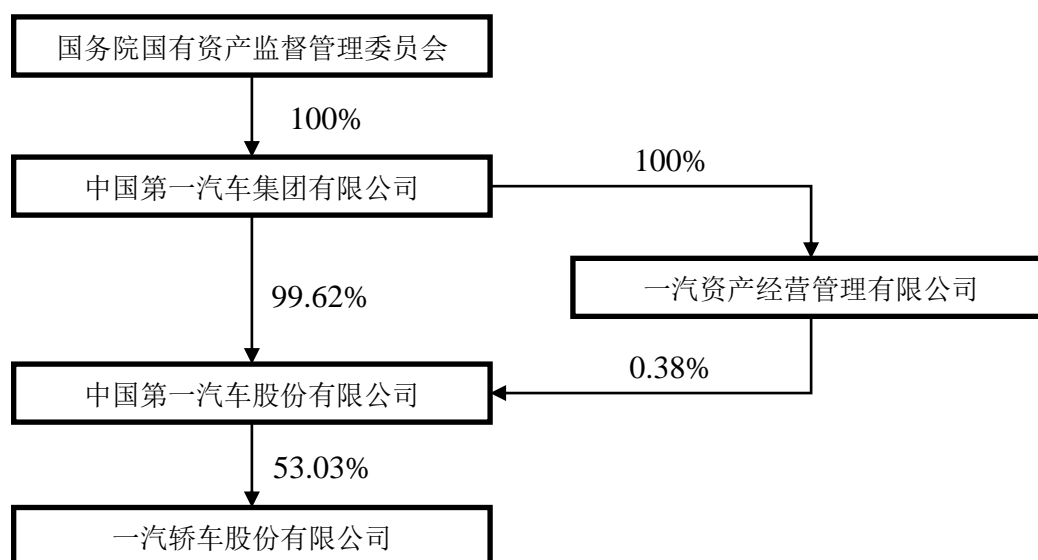 国务院国有资产监督管理委员会
100%
中国第一汽车集团有限公司
100%
一汽资产经营管理有限公司
99.62%
0.38%
中国第一汽车股份有限公司
53.03%
一汽轿车股份有限公司